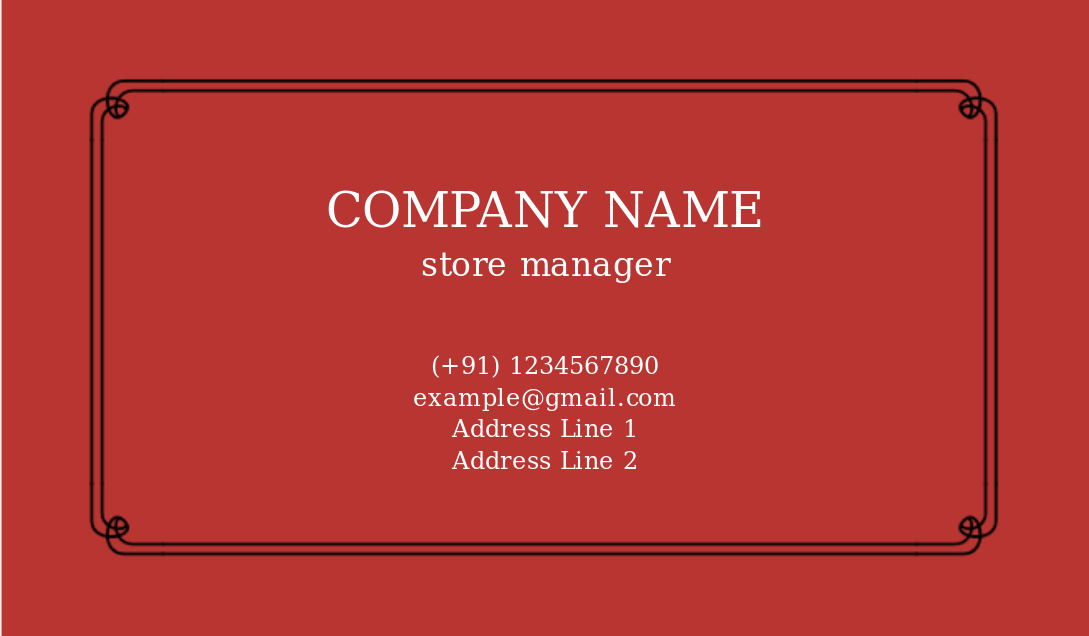 COMPANY NAME
store manager
(+91) 1234567890
example@gmail.com
Address Line 1
Address Line 2